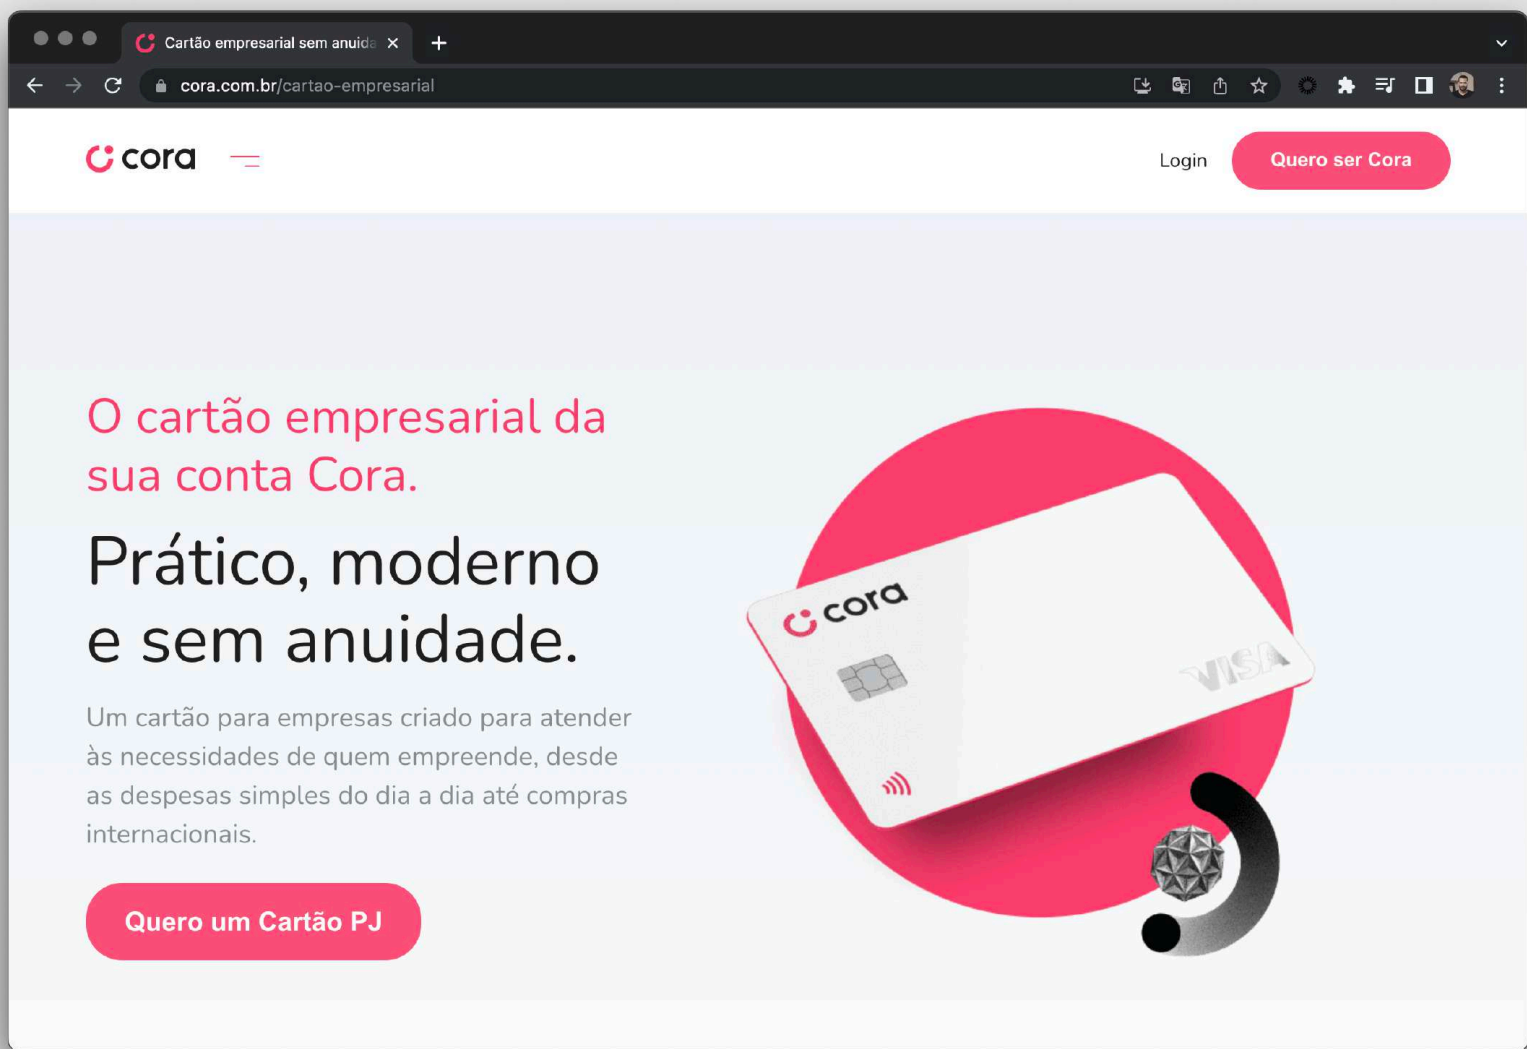 Cartão empresarial sem anuida
cora.com.br/cartao-empresarial
cora
Login
Quero ser Cora
O cartão empresarial da
sua conta Cora.
Prático, moderno
e sem anuidade.
Um cartão para empresas criado para atender
às necessidades de quem empreende, desde
as despesas simples do dia a dia até compras
internacionais.
Quero um Cartão PJ
cora
VISA